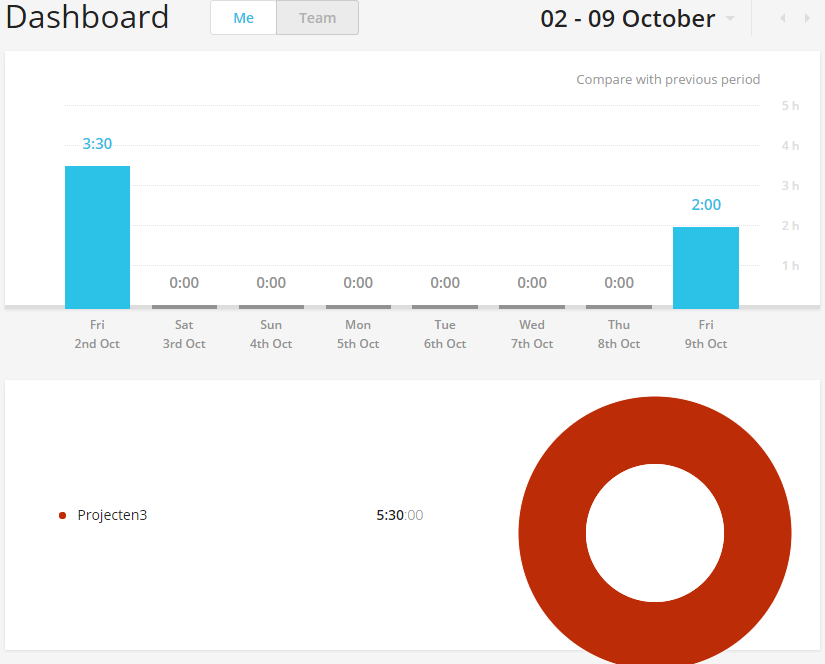 Dashboard Me Team 02 - 09 October
Compare with previous period
5 h
3:30 4 h
3 h
2:00 2 h
1 h
0:00 0:00 0:00 0:00 0:00 0:00
Fri Sat Sun Mon Tue Wed Thu Fri
2nd Oct 3rd Oct 4th Oct 5th Oct 6th Oct 7th Oct 8th Oct 9th Oct
Projecten3 5:30:00